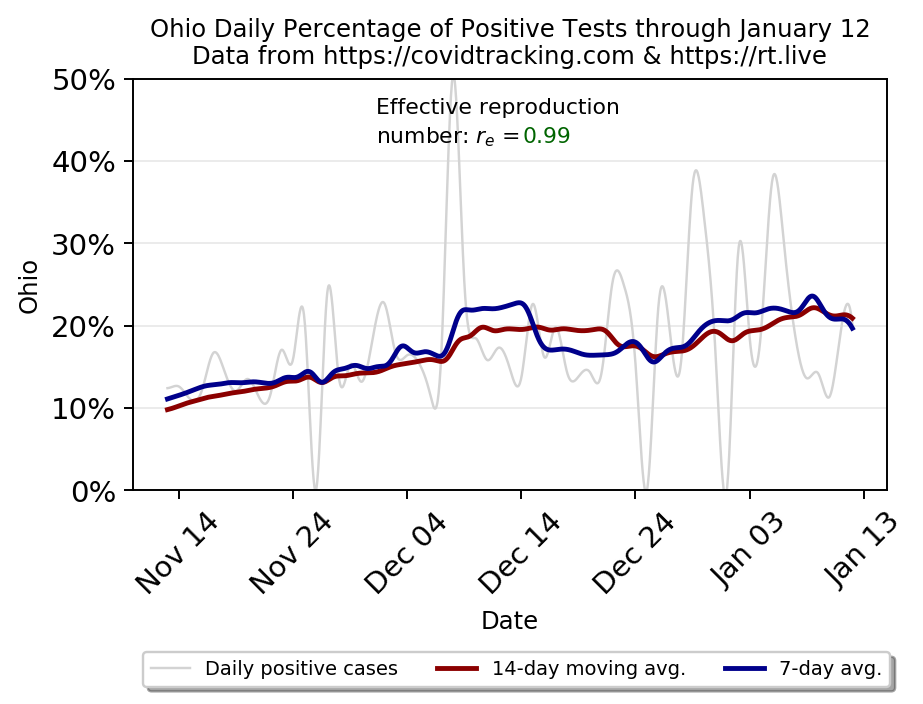 Ohio Daily Percentage of Positive Tests through January 12
Data from https://covidtracking.com & https://rt.live
50%
40%
30%
20%
10%
0%
Ohio
Effective reproduction
number: rₑ = 0.99
Nov 14
Nov 24
Dec 04
Dec 14
Dec 24
Jan 03
Jan 13
Date
Daily positive cases
14-day moving avg.
7-day avg.